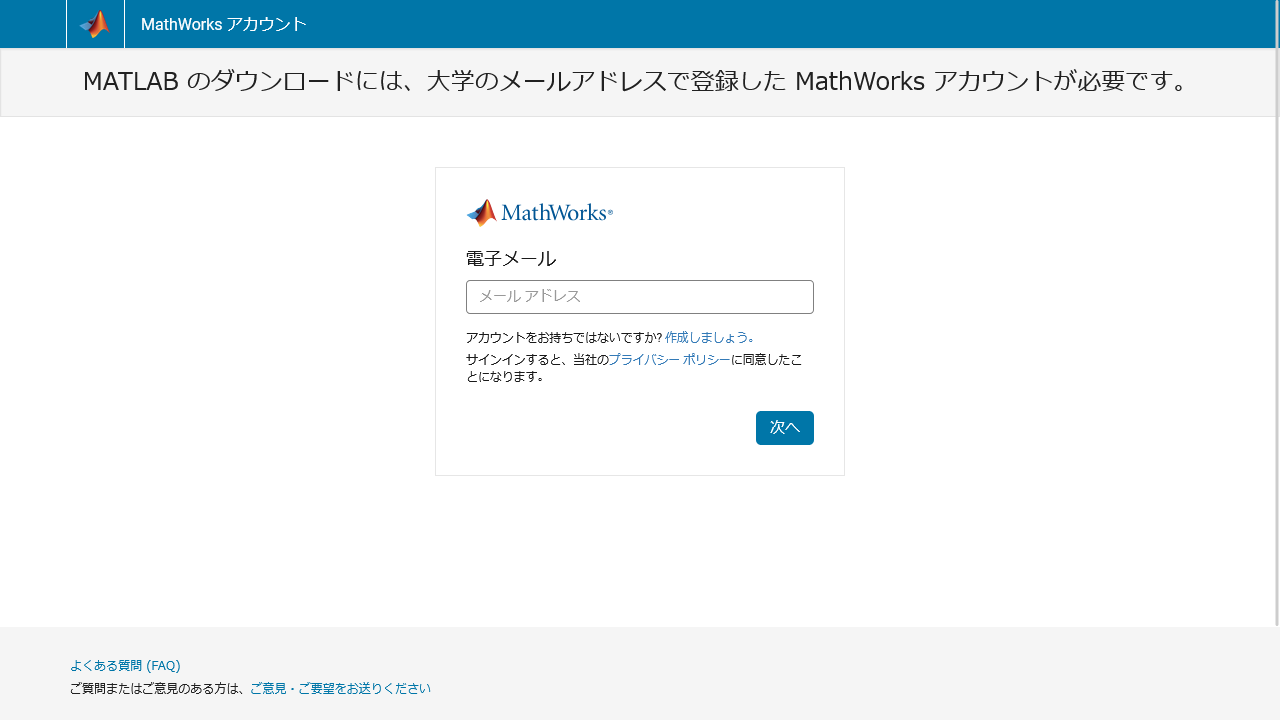 MathWorks アカウント
MATLAB のダウンロードには、大学のメールアドレスで登録した MathWorks アカウントが必要です。
MathWorks®
電子メール
メール アドレス
アカウントをお持ちではないですか? 作成しましょう。
サインインすると、当社のプライバシー ポリシーに同意したこ
とになります。
次へ
よくある質問 (FAQ)
ご質問またはご意見のある方は、ご意見・ご要望をお送りください